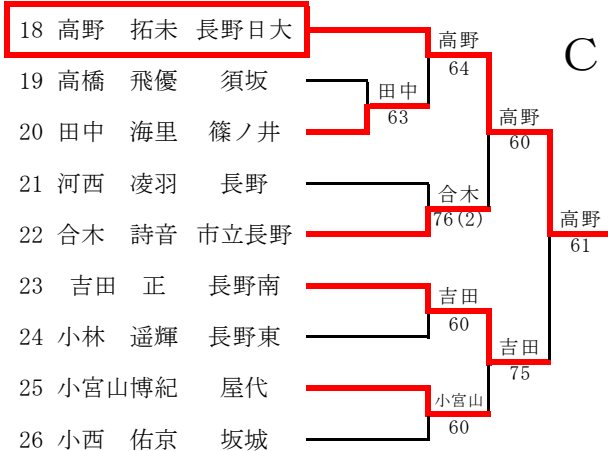 18 高野 拓未 長野日大
高野
64
C
19 高橋 飛優 須坂
田中
63
高野
60
20 田中 海里 篠ノ井
21 河西 凌羽 長野
合木
76(2)
高野
61
22 合木 詩音 市立長野
23 吉田 正 長野南
吉田
60
24 小林 遥輝 長野東
吉田
75
25 小宮山博紀 屋代
小宮山
60
26 小西 佑京 坂城